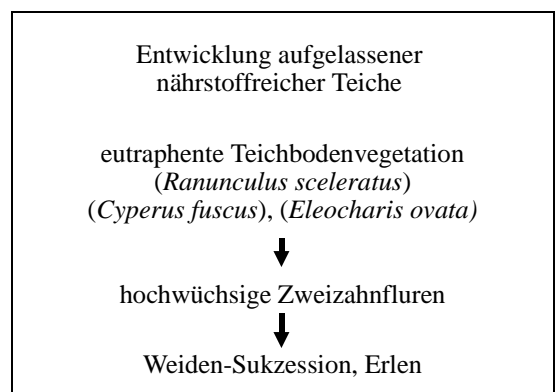 Entwicklung aufgelassener
nährstoffreicher Teiche
eutraphente Teichbodenvegetation
(Ranunculus sceleratus)
(Cyperus fuscus), (Eleocharis ovata)
hochwüchsige Zweizahnfluren
Weiden-Sukzession, Erlen